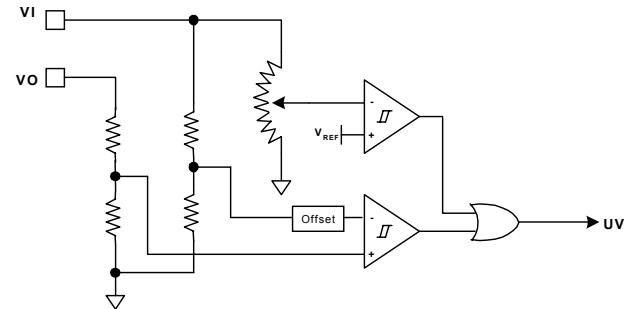 VI
VO
-
VREF
+
Offset
-
+
UV